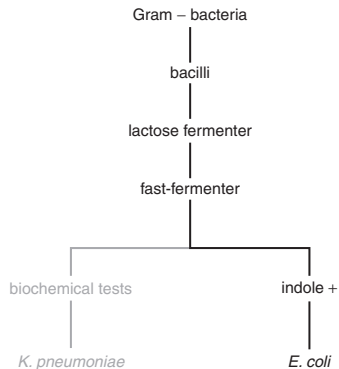 Gram – bacteria
bacilli
lactose fermenter
fast-fermenter
biochemical tests
indole +
K. pneumoniae
E. coli